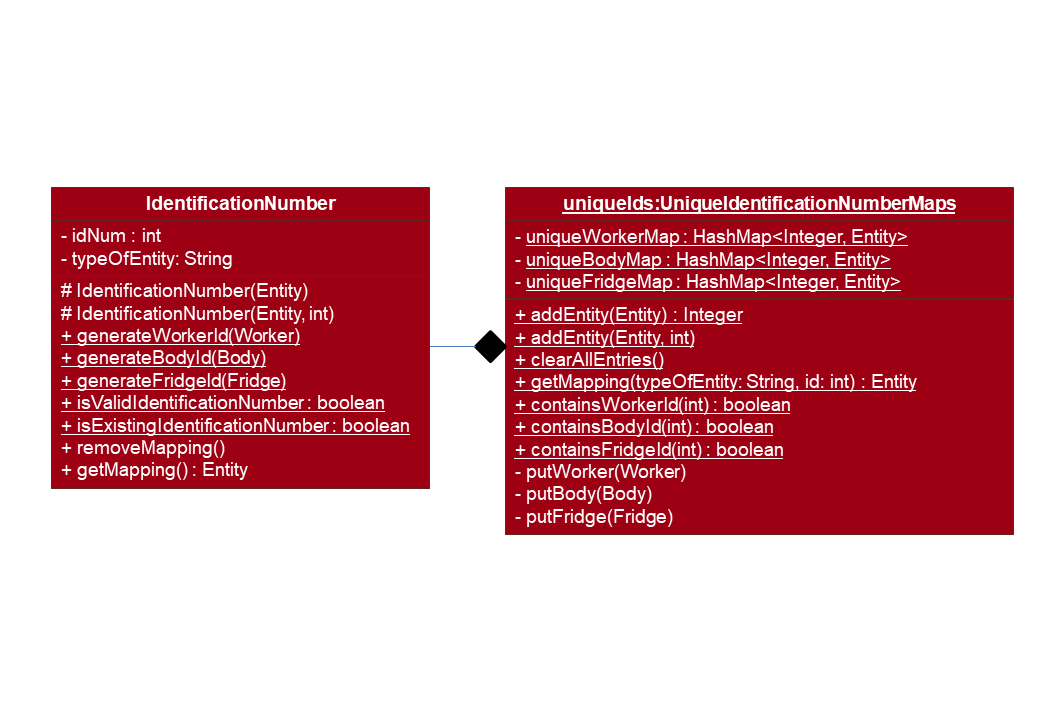 IdentificationNumber
- idNum : int
- typeOfEntity: String
# IdentificationNumber(Entity)
# IdentificationNumber(Entity, int)
+ generateWorkerId(Worker)
+ generateBodyId(Body)
+ generateFridgeId(Fridge)
+ isValidIdentificationNumber : boolean
+ isExistingIdentificationNumber : boolean
+ removeMapping()
+ getMapping() : Entity
uniqueIds:UniqueIdentificationNumberMaps
- uniqueWorkerMap : HashMap<Integer, Entity>
- uniqueBodyMap : HashMap<Integer, Entity>
- uniqueFridgeMap : HashMap<Integer, Entity>
+ addEntity(Entity) : Integer
+ addEntity(Entity, int)
+ clearAllEntries()
+ getMapping(typeOfEntity: String, id: int) : Entity
+ containsWorkerId(int) : boolean
+ containsBodyId(int) : boolean
+ containsFridgeId(int) : boolean
- putWorker(Worker)
- putBody(Body)
- putFridge(Fridge)